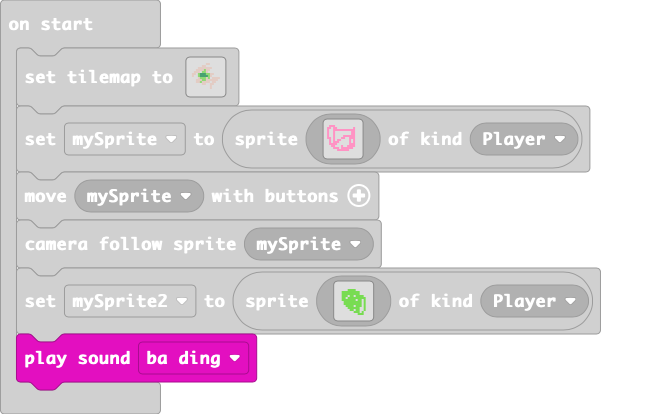 on start
set tilemap to
set mySprite to sprite of kind Player
move mySprite with buttons
camera follow sprite mySprite
set mySprite2 to sprite of kind Player
play sound ba ding